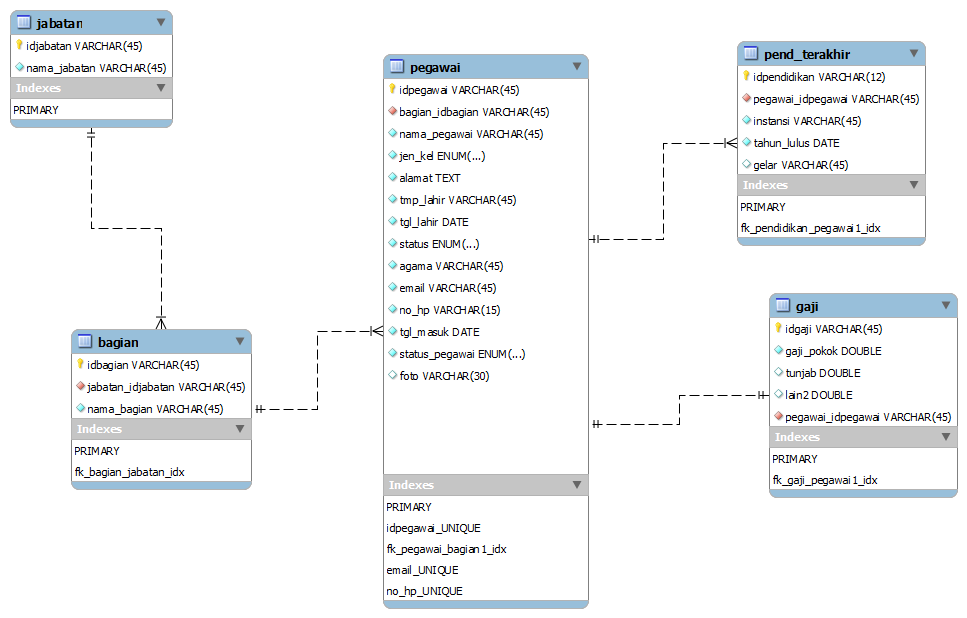 jabatan
idjabatan VARCHAR(45)
nama_jabatan VARCHAR(45)
Indexes
PRIMARY
bagian
idbagian VARCHAR(45)
jabatan_idjabatan VARCHAR(45)
nama_bagian VARCHAR(45)
Indexes
PRIMARY
fk_bagian_jabatan_idx
pegawai
idpegawai VARCHAR(45)
bagian_idbagian VARCHAR(45)
nama_pegawai VARCHAR(45)
jen_kel ENUM(...)
alamat TEXT
tmp_lahir VARCHAR(45)
tgl_lahir DATE
status ENUM(...)
agama VARCHAR(45)
email VARCHAR(45)
no_hp VARCHAR(15)
tgl_masuk DATE
status_pegawai ENUM(...)
foto VARCHAR(30)
Indexes
PRIMARY
idpegawai_UNIQUE
fk_pegawai_bagian1_idx
email_UNIQUE
no_hp_UNIQUE
pend_terakhir
idpendidikan VARCHAR(12)
pegawai_idpegawai VARCHAR(45)
instansi VARCHAR(45)
tahun_lulus DATE
gelar VARCHAR(45)
Indexes
PRIMARY
fk_pendidikan_pegawai1_idx
gaji
idgaji VARCHAR(45)
gaji_pokok DOUBLE
tunjab DOUBLE
lain2 DOUBLE
pegawai_idpegawai VARCHAR(45)
Indexes
PRIMARY
fk_gaji_pegawai1_idx